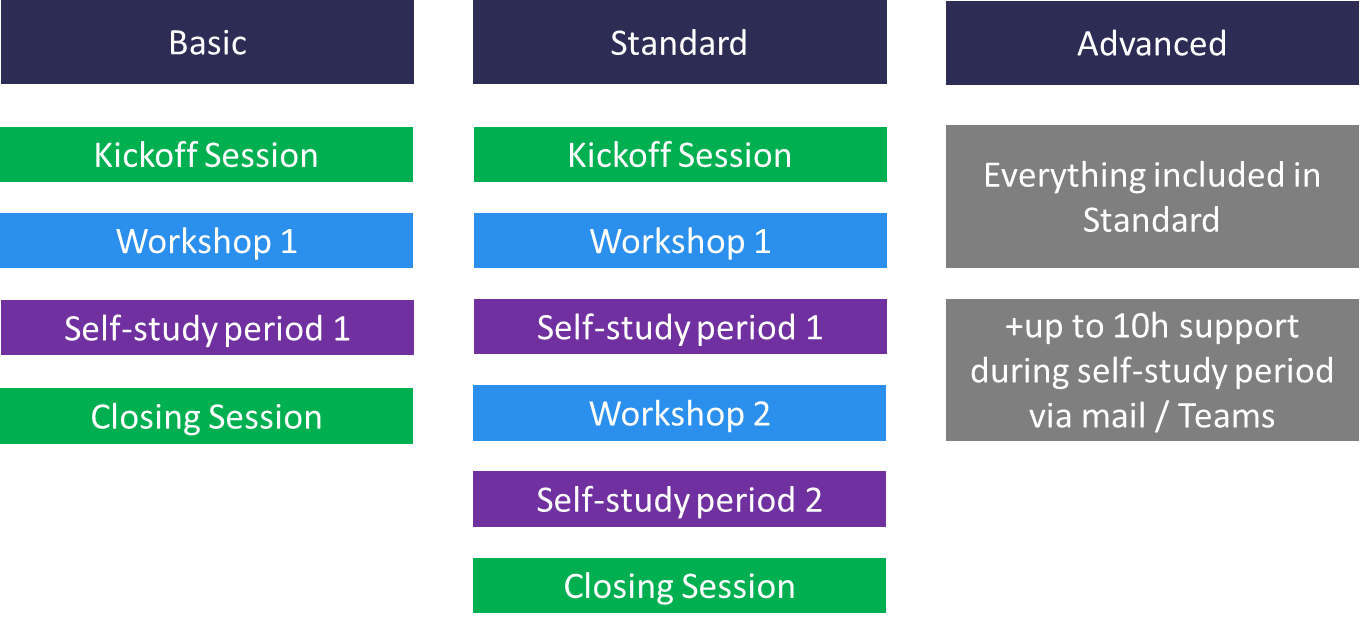 Basic
Kickoff Session
Workshop 1
Self-study period 1
Closing Session
Standard
Kickoff Session
Workshop 1
Self-study period 1
Workshop 2
Self-study period 2
Closing Session
Advanced
Everything included in
Standard
+up to 10h support
during self-study period
via mail / Teams